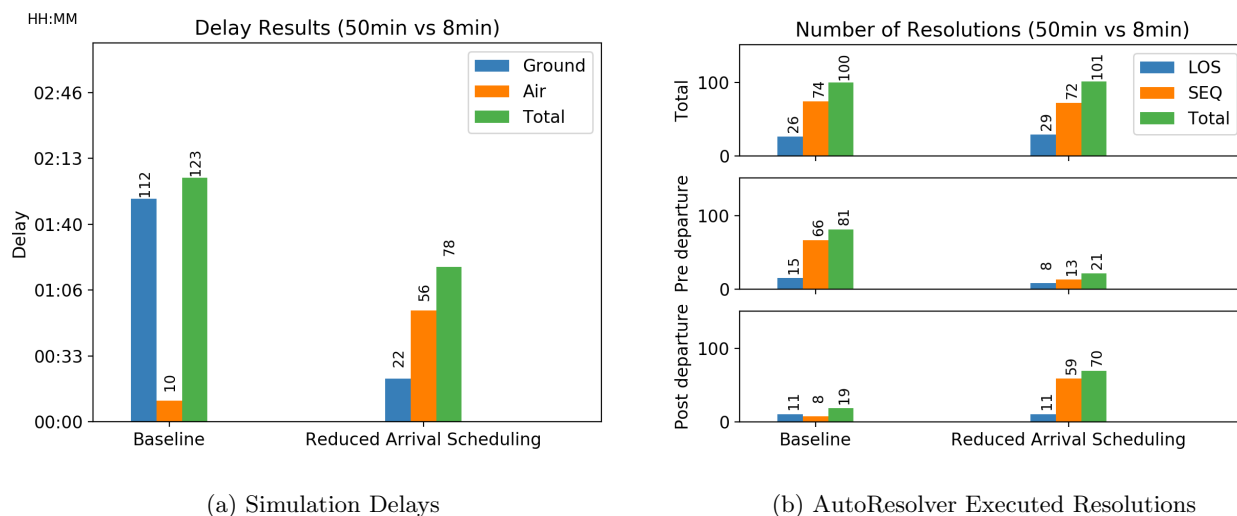 HH:MM
Delay Results (50min vs 8min)
Ground
Air
Total
02:46
02:13
01:40
01:06
00:33
00:00
Delay
112
10
123
22
56
78
Baseline
Reduced Arrival Scheduling
(a) Simulation Delays
Number of Resolutions (50min vs 8min)
LOS
SEQ
Total
Total
100
0
26
74
100
29
72
101
Pre departure
100
0
15
66
81
8
13
21
Post departure
100
0
11
8
19
11
59
70
Baseline
Reduced Arrival Scheduling
(b) AutoResolver Executed Resolutions